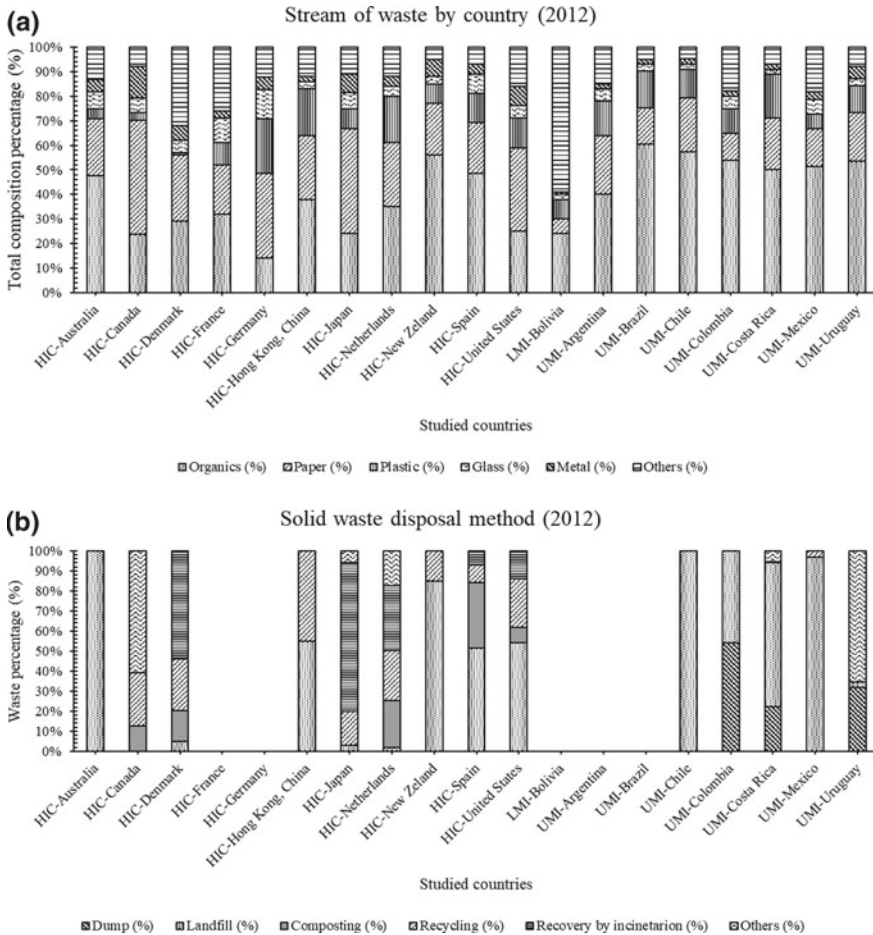 (a)
Stream of waste by country (2012)
Total composition percentage (%)
100%
90%
80%
70%
60%
50%
40%
30%
20%
10%
0%
HIC-Australia
HIC-Canada
HIC-Denmark
HIC-France
HIC-Germany
HIC-Hong Kong, China
HIC-Japan
HIC-Netherlands
HIC-New Zeland
HIC-Spain
HIC-United States
LMI-Bolivia
UMI-Argentina
UMI-Brazil
UMI-Chile
UMI-Colombia
UMI-Costa Rica
UMI-Mexico
UMI-Uruguay
Studied countries
Organics (%) Paper (%) Plastic (%) Glass (%) Metal (%) Others (%)
(b)
Solid waste disposal method (2012)
Waste percentage (%)
100%
90%
80%
70%
60%
50%
40%
30%
20%
10%
0%
HIC-Australia
HIC-Canada
HIC-Denmark
HIC-France
HIC-Germany
HIC-Hong Kong, China
HIC-Japan
HIC-Netherlands
HIC-New Zeland
HIC-Spain
HIC-United States
LMI-Bolivia
UMI-Argentina
UMI-Brazil
UMI-Chile
UMI-Colombia
UMI-Costa Rica
UMI-Mexico
UMI-Uruguay
Studied countries
Dump (%) Landfill (%) Composting (%) Recycling (%) Recovery by incinetarion (%) Others (%)